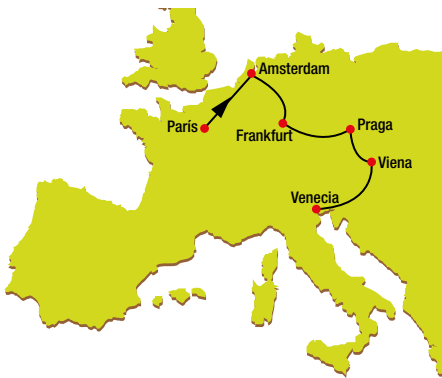 Amsterdam
París
Frankfurt
Praga
Viena
Venecia